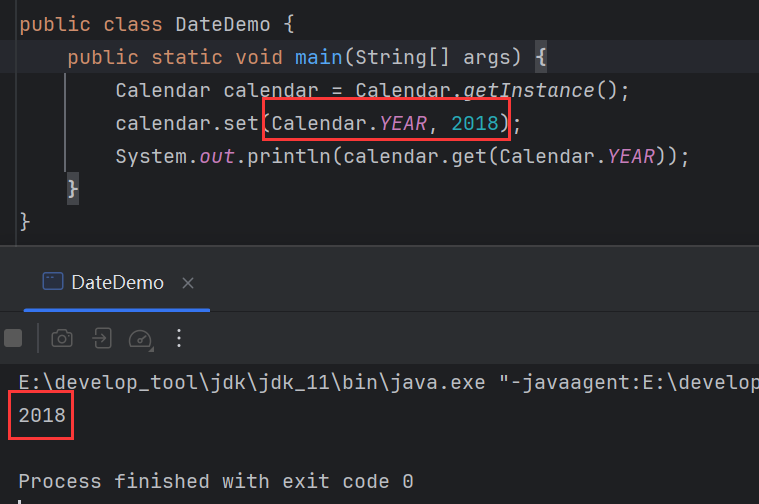 public class DateDemo {
public static void main(String[] args) {
Calendar calendar = Calendar.getInstance();
calendar.set(Calendar.YEAR, 2018);
System.out.println(calendar.get(Calendar.YEAR));
}
}
DateDemo
E:\develop_tool\jdk\jdk_11\bin\java.exe "-javaagent:E:\develop
2018
Process finished with exit code 0